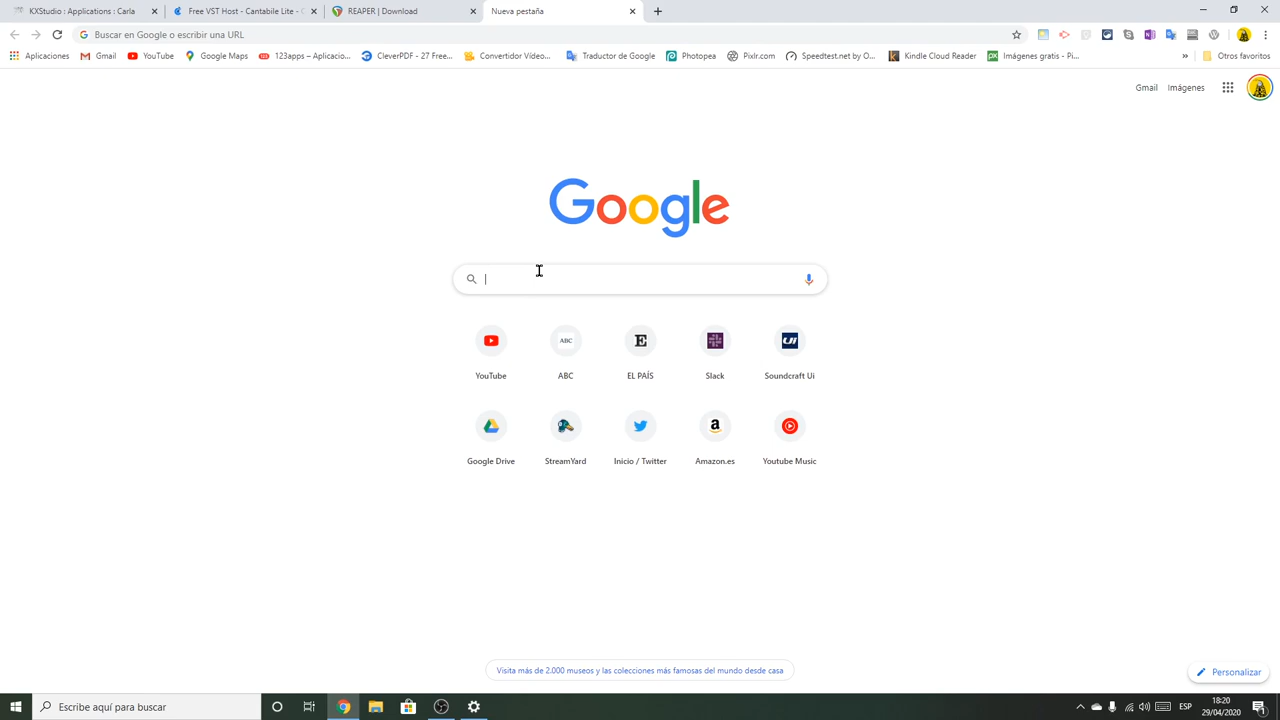 KXStudio : Applications : Carla
Free VST Host - Cantabile Lite - C
REAPER | Download
Nueva pestaña
Buscar en Google o escribir una URL
Aplicaciones
Gmail
YouTube
Google Maps
123apps – Aplicacio...
CleverPDF - 27 Free...
Convertidor Vídeo...
Traductor de Google
Photopea
Pixlr.com
Speedtest.net by O...
Kindle Cloud Reader
Imágenes gratis - Pi...
»
Otros favoritos
Gmail
Imágenes
Google
YouTube
ABC
ABC
E
EL PAÍS
Slack
Ui
Soundcraft Ui
Google Drive
StreamYard
Inicio / Twitter
a
Amazon.es
Youtube Music
Visita más de 2.000 museos y las colecciones más famosas del mundo desde casa
Personalizar
Escribe aquí para buscar
ESP
18:20
29/04/2020